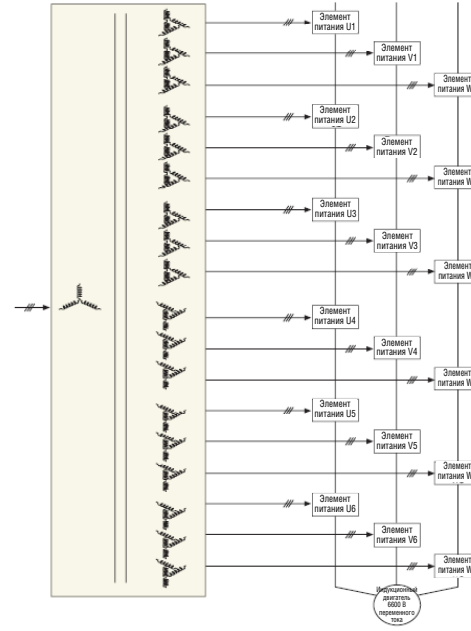 Элемент
питания U1
Элемент
питания V1
Элемент
питания W
Элемент
питания U2
Элемент
питания V2
Элемент
питания W
Элемент
питания U3
Элемент
питания V3
Элемент
питания W
Элемент
питания U4
Элемент
питания V4
Элемент
питания W
Элемент
питания U5
Элемент
питания V5
Элемент
питания W
Элемент
питания U6
Элемент
питания V6
Элемент
питания W
Индукционный
двигатель
6600 В
переменного
тока